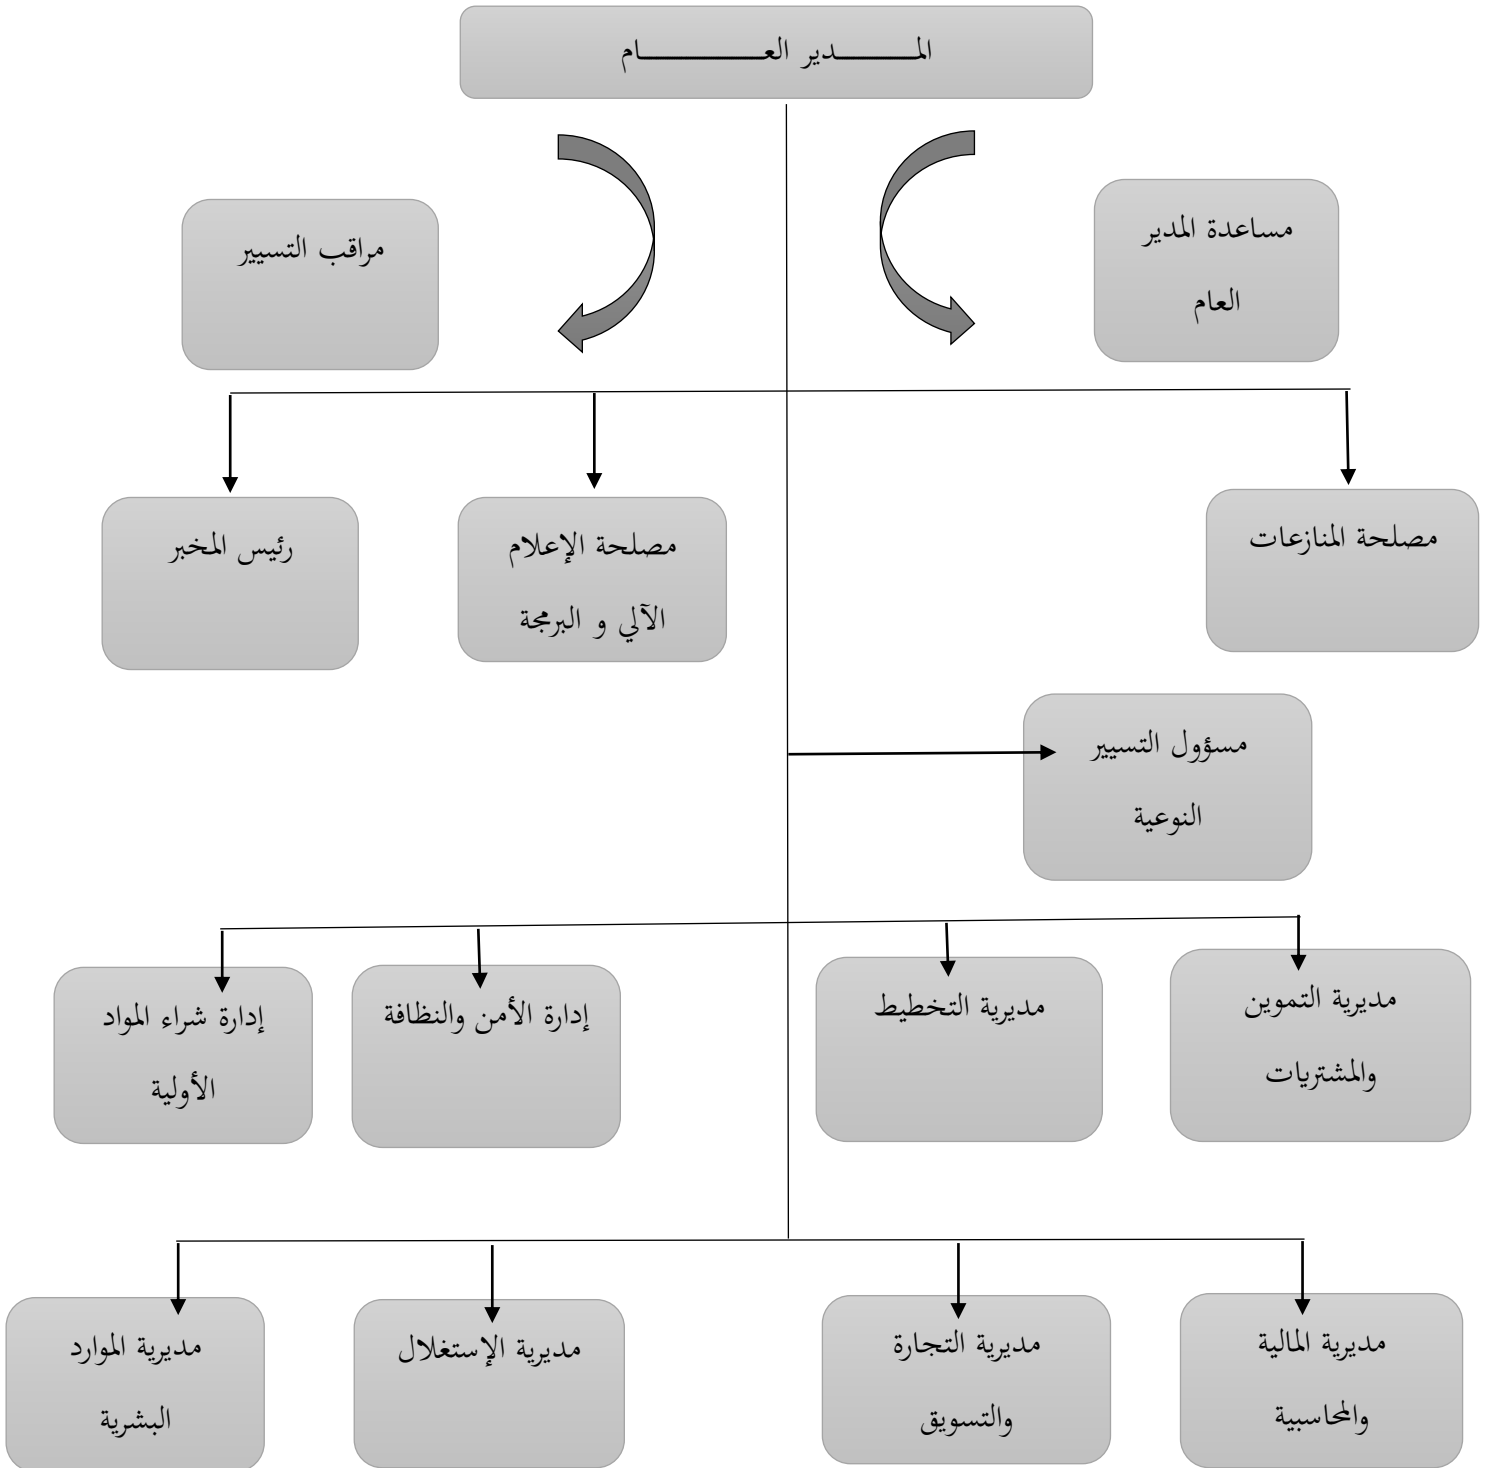 المـــــــــدير العـــــــــــــام
مساعدة المدير
العام
مراقب التسيير
مصلحة المنازعات
مصلحة الإعلام
الآلي و البرمجة
رئيس المخبر
مسؤول التسيير
النوعية
مديرية التموين
والمشتريات
مديرية التخطيط
إدارة الأمن والنظافة
إدارة شراء المواد
الأولية
مديرية المالية
والمحاسبية
مديرية التجارة
والتسويق
مديرية الإستغلال
مديرية الموارد
البشرية